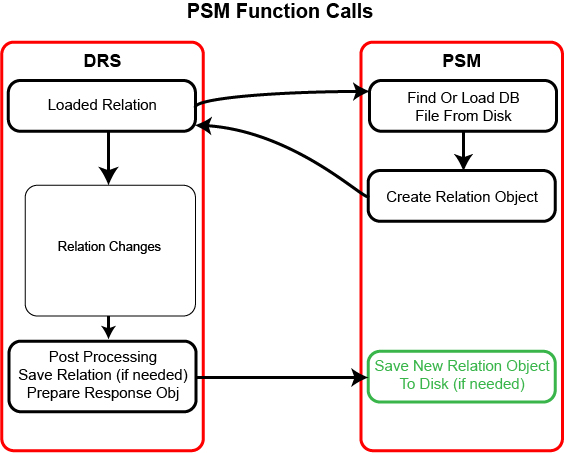 PSM Function Calls
DRS
Loaded Relation
Relation Changes
Post Processing
Save Relation (if needed)
Prepare Response Obj
PSM
Find Or Load DB
File From Disk
Create Relation Object
Save New Relation Object
To Disk (if needed)